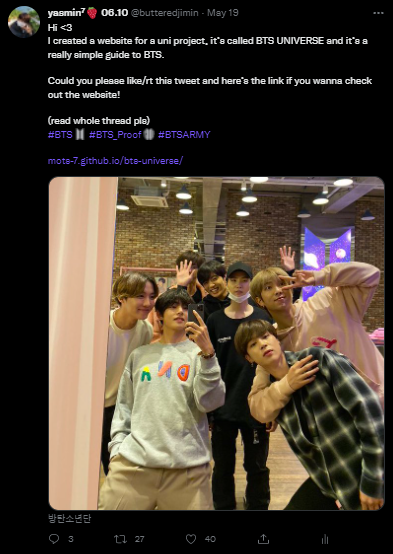 yasmin⁷🍓 06.10 @butteredjimin · May 19
Hi <3
I created a website for a uni project, it's called BTS UNIVERSE and it's a
really simple guide to BTS.
Could you please like/rt this tweet and here's the link if you wanna check
out the website!
(read whole thread pls)
#BTS #BTS_Proof #BTSARMY
mote-7.github.io/bts-universe/
방탄소년단
3 27 40